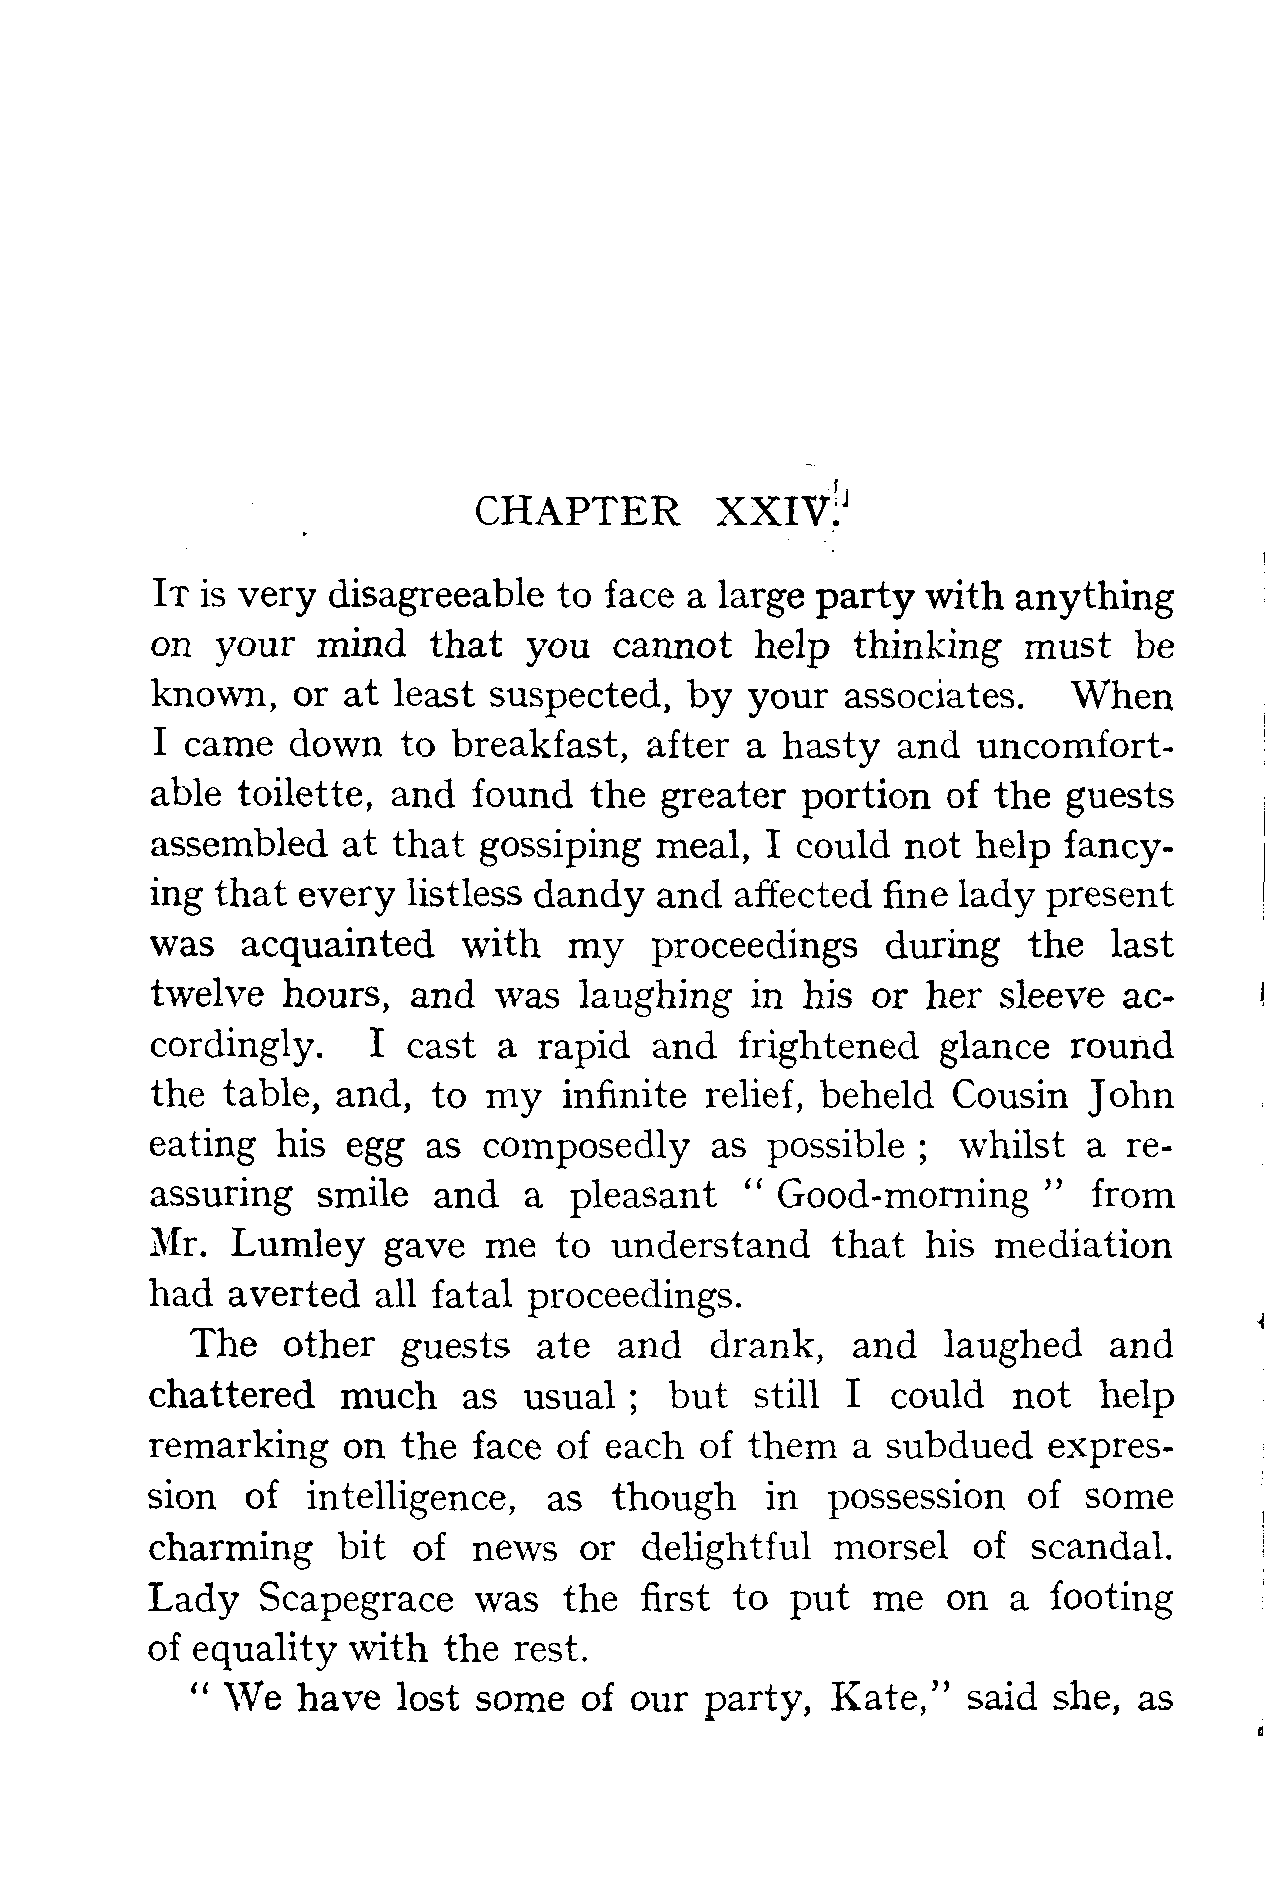 CHAPTER XXIV.
IT is very disagreeable to face a large party with anything
on your mind that you cannot help thinking must be
known, or at least suspected, by your associates. When
I came down to breakfast, after a hasty and uncomfort-
able toilette, and found the greater portion of the guests
assembled at that gossiping meal, I could not help fancy-
ing that every listless dandy and affected fine lady present
was acquainted with my proceedings during the last
twelve hours, and was laughing in his or her sleeve ac-
cordingly. I cast a rapid and frightened glance round
the table, and, to my infinite relief, beheld Cousin John
eating his egg as composedly as possible ; whilst a re-
assuring smile and a pleasant “ Good-morning ” from
Mr. Lumley gave me to understand that his mediation
had averted all fatal proceedings.
The other guests ate and drank, and laughed and
chattered much as usual ; but still I could not help
remarking on the face of each of them a subdued expres-
sion of intelligence, as though in possession of some
charming bit of news or delightful morsel of scandal.
Lady Scapegrace was the first to put me on a footing
of equality with the rest.
“ We have lost some of our party, Kate,” said she, as